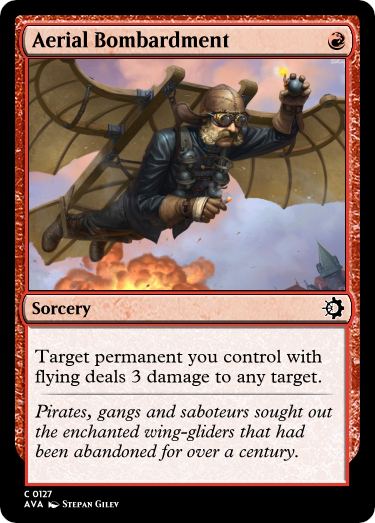 Aerial Bombardment
Sorcery
Target permanent you control with
flying deals 3 damage to any target.
Pirates, gangs and saboteurs sought out
the enchanted wing-gliders that had
been abandoned for over a century.
C 0127
AVA Stepan Gilev